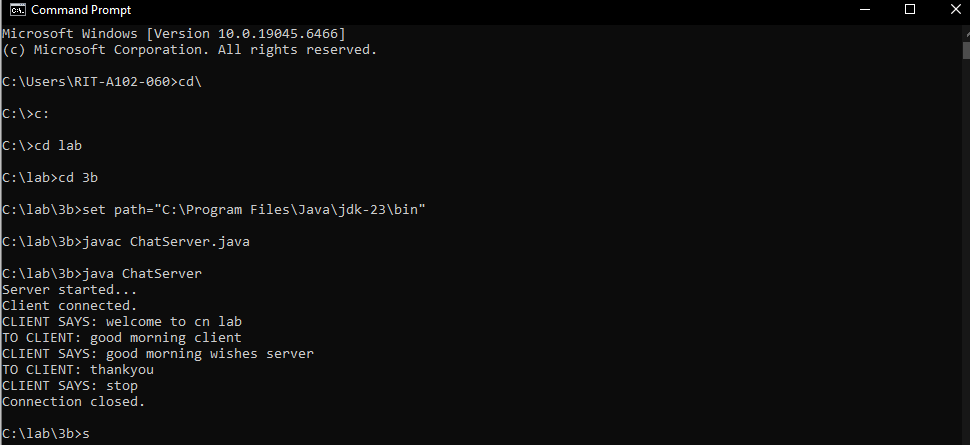 Command Prompt
Microsoft Windows [Version 10.0.19045.6466]
(c) Microsoft Corporation. All rights reserved.
C:\Users\RIT-A102-060>cd\
C:\>c:
C:\>cd lab
C:\lab>cd 3b
C:\lab\3b>set path="C:\Program Files\Java\jdk-23\bin"
C:\lab\3b>javac ChatServer.java
C:\lab\3b>java ChatServer
Server started...
Client connected.
CLIENT SAYS: welcome to cn lab
TO CLIENT: good morning client
CLIENT SAYS: good morning wishes server
TO CLIENT: thankyou
CLIENT SAYS: stop
Connection closed.
C:\lab\3b>s